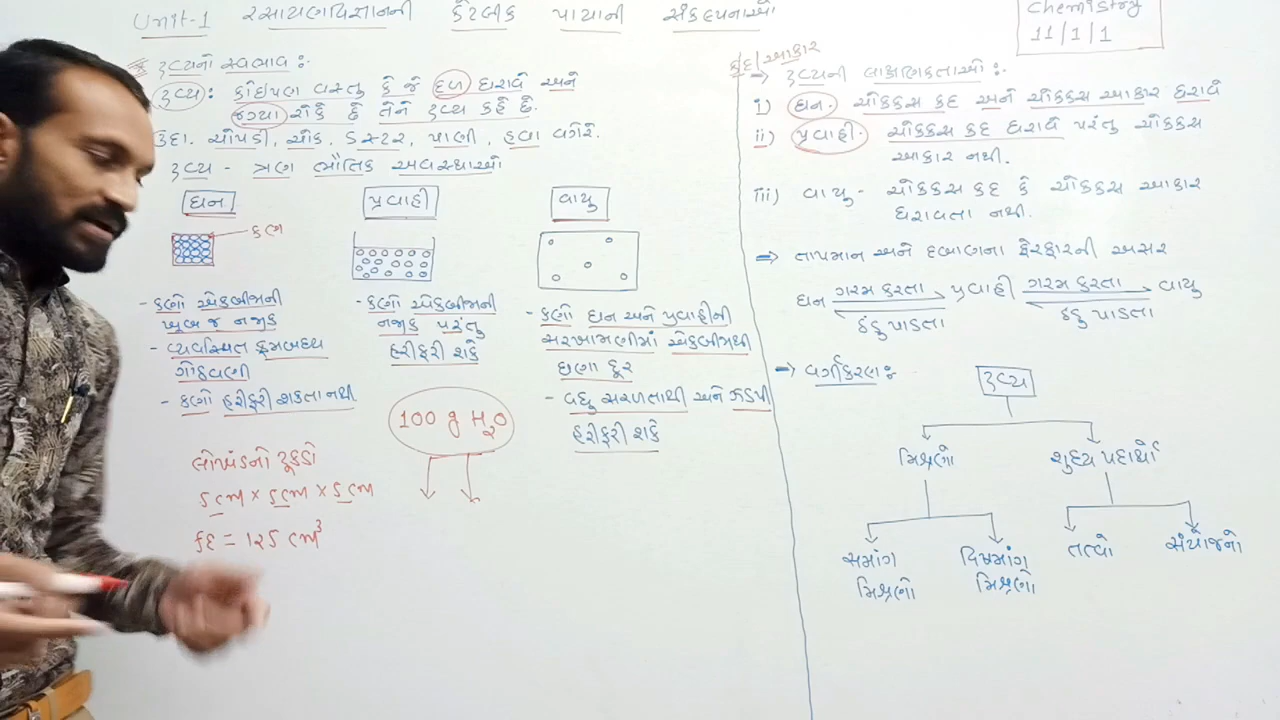 Unit-1 રસાયણવિજ્ઞાનની કેટલીક પાયાની સંકલ્પનાઓ
Chemistry
11/1/1
* દ્રવ્યનો સ્વભાવ :-
દ્રવ્ય : કોઇપણ વસ્તુ કે જે દળ ધરાવે અને
જગ્યા રોકે છે તેને દ્રવ્ય કહે છે.
ઉદા. ચોપડી, ચોક, ડસ્ટર, પાણી, હવા વગેરે.
દ્રવ્ય - ત્રણ ભૌતિક અવસ્થાઓ
ઘન પ્રવાહી વાયુ
કણ
- કણો એકબીજાની
ખુબ જ નજીક
- વ્યવસ્થિત ક્રમબધ્ધ
ગોઠવણી
- કણો હરીફરી શકતા નથી
- કણો એકબીજાની
નજીક પરંતુ
હરીફરી શકે
- કણો ઘન અને પ્રવાહીની
સરખામણીમાં એકબીજાથી
ઘણા દૂર
- વધુ સરળતાથી અને ઝડપી
હરીફરી શકે
100 g H2O
લોખંડનો ટૂકડો
5 cm × 5 cm × 5 cm
કદ = ૧૨5 cm³
કદ/આકાર
→ દ્રવ્યની લાક્ષણિકતાઓ :-
i) ઘન. ચોક્કસ કદ અને ચોક્કસ આકાર ધરાવે
ii) પ્રવાહી. ચોક્કસ કદ ધરાવે પરંતુ ચોક્કસ
આકાર નથી.
iii) વાયુ - ચોક્કસ કદ કે ચોક્કસ આકાર
ધરાવતા નથી.
→ તાપમાન અને દબાણના ફેરફારની અસર
ઘન ગરમ કરતા પ્રવાહી ગરમ કરતા વાયુ
ઠંડુ પાડતા ઠંડુ પાડતા
→ વર્ગીકરણ :
દ્રવ્ય
મિશ્રણો શુધ્ધ પદાર્થો
સમાંગ મિશ્રણો વિષમાંગ મિશ્રણો તત્વો સંયોજનો